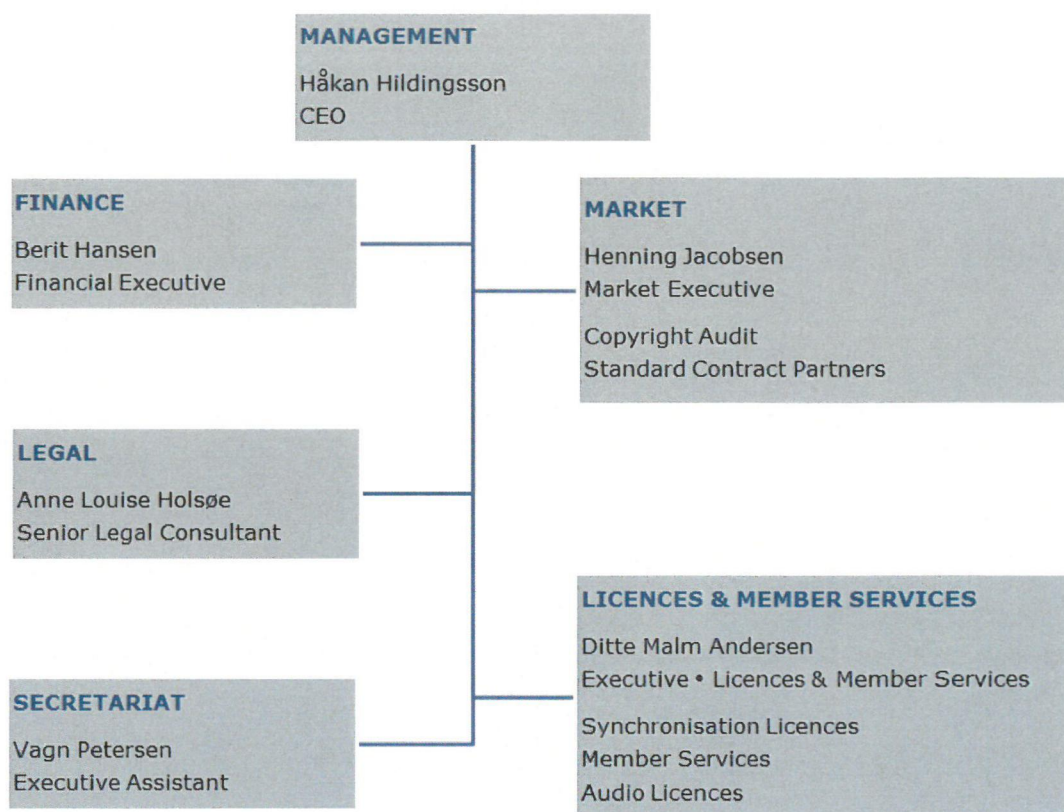 MANAGEMENT
Håkan Hildingsson
CEO
FINANCE
Berit Hansen
Financial Executive
MARKET
Henning Jacobsen
Market Executive
Copyright Audit
Standard Contract Partners
LEGAL
Anne Louise Holsøe
Senior Legal Consultant
LICENCES & MEMBER SERVICES
Ditte Malm Andersen
Executive • Licences & Member Services
Synchronisation Licences
Member Services
Audio Licences
SECRETARIAT
Vagn Petersen
Executive Assistant